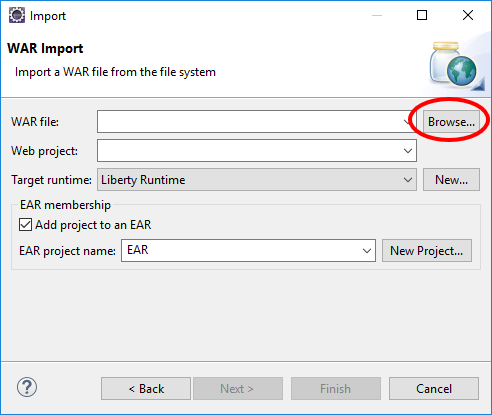 Import
WAR Import
Import a WAR file from the file system
WAR file: Browse...
Web project:
Target runtime: Liberty Runtime New...
EAR membership
Add project to an EAR
EAR project name: EAR New Project...
? < Back Next > Finish Cancel